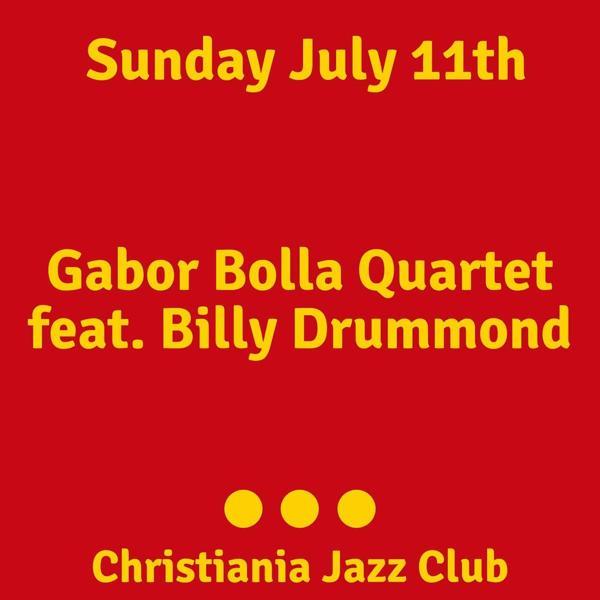 Sunday July 11th
Gabor Bolla Quartet
feat. Billy Drummond
Christiania Jazz Club